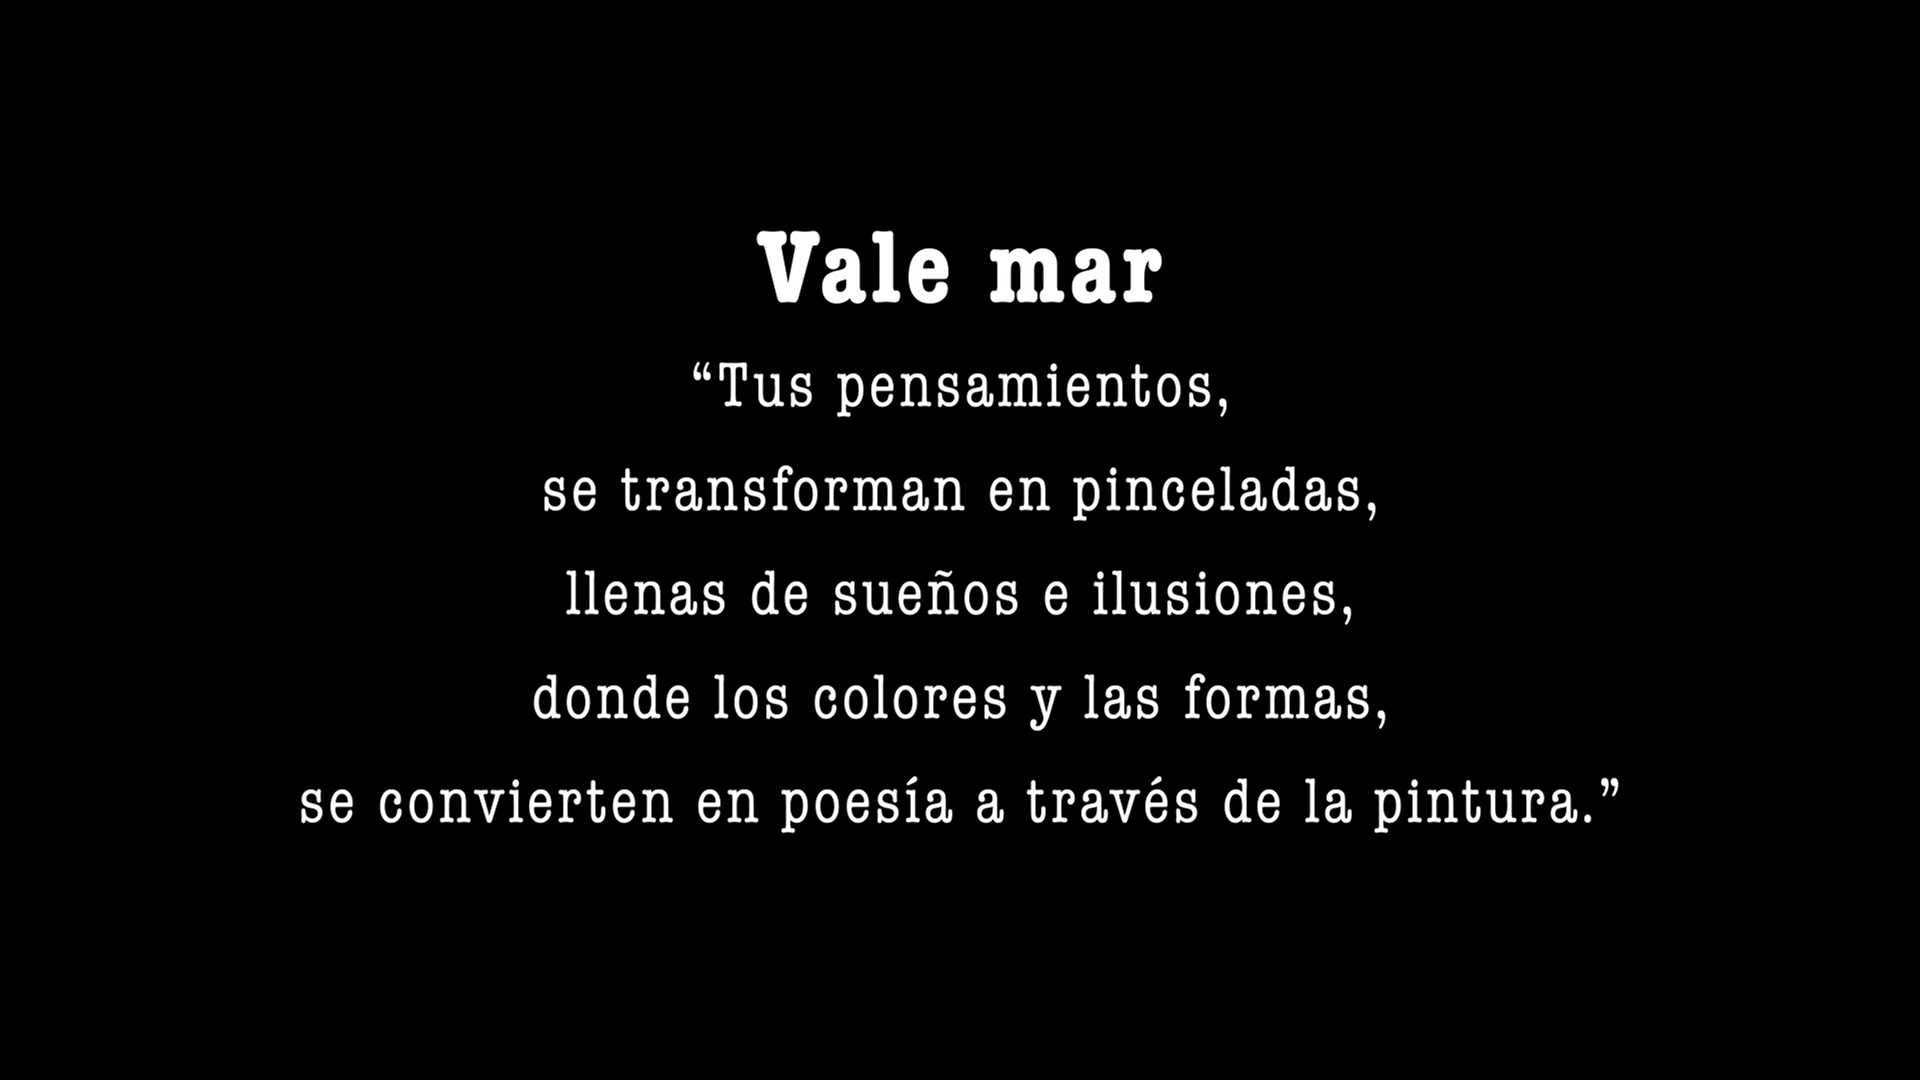 Vale mar
“Tus pensamientos,
se transforman en pinceladas,
llenas de sueños e ilusiones,
donde los colores y las formas,
se convierten en poesía a través de la pintura.”